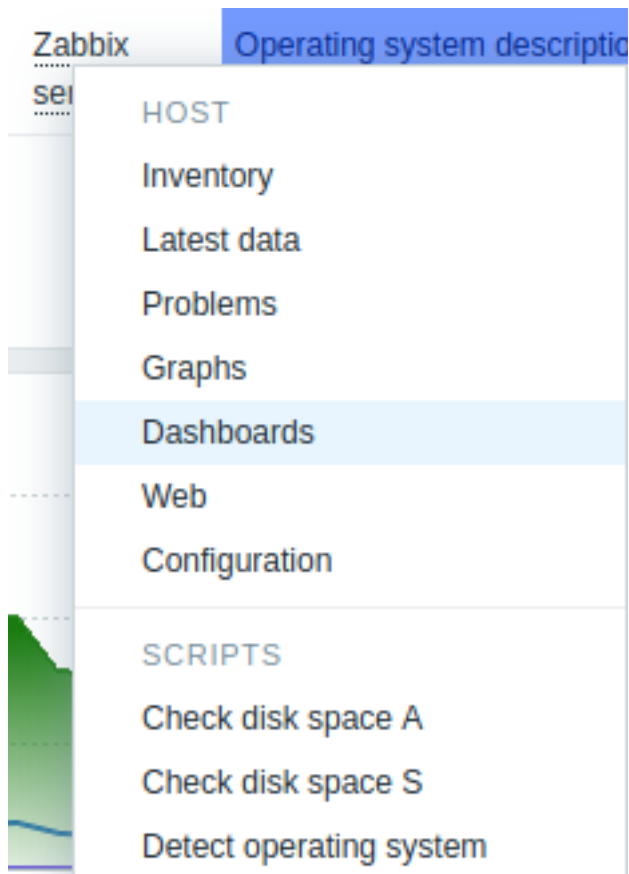 Zabbix
Operating system
HOST
Inventory
Latest data
Problems
Graphs
Dashboards
Web
Configuration
SCRIPTS
Check disk space A
Check disk space S
Detect operating system